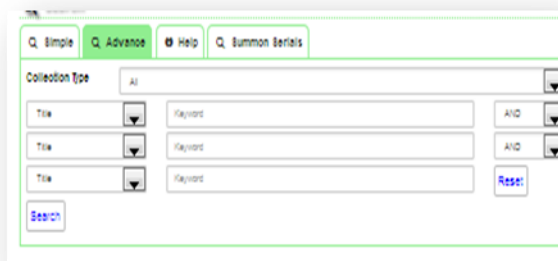 Simple Advance Help Summon Serials
Collection Type All
Title Keyword AND
Title Keyword AND
Title Keyword Reset
Search